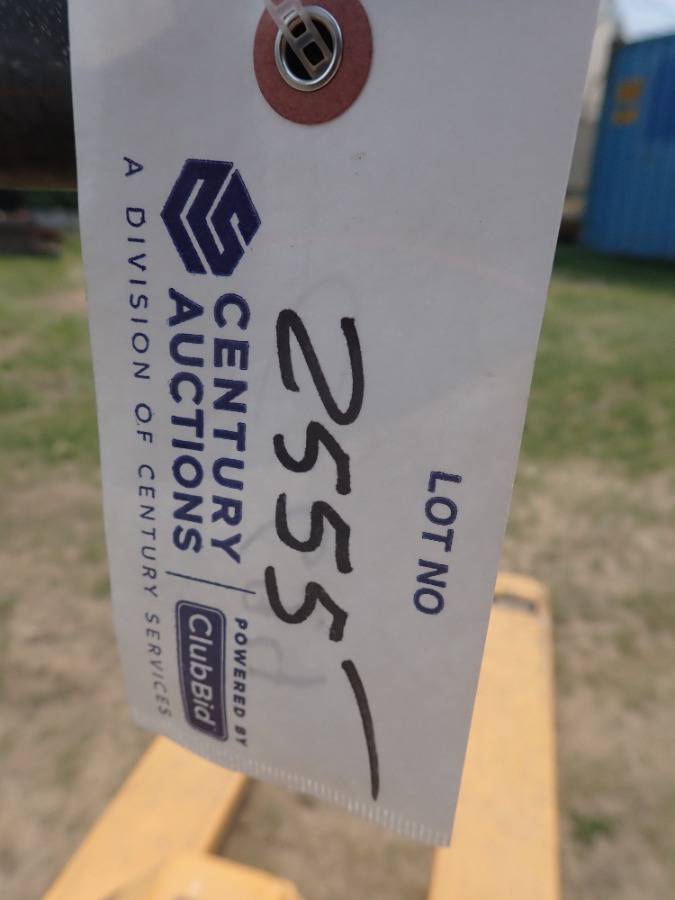 LOT NO
2555
CENTURY
AUCTIONS
POWERED BY
ClubBid
A DIVISION OF CENTURY SERVICES